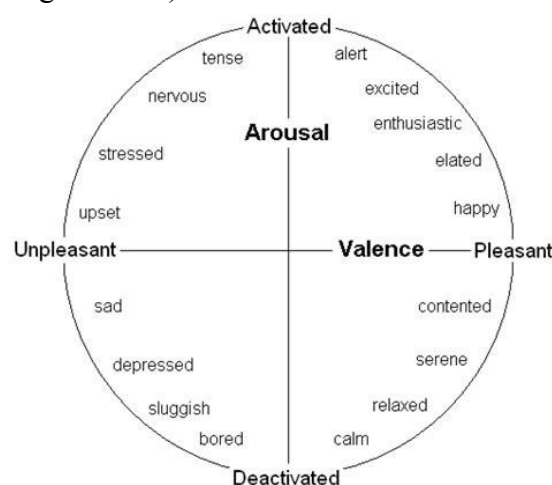 Activated
tense alert
nervous excited
Arousal enthusiastic
stressed elated
upset happy
Unpleasant Valence Pleasant
sad contented
depressed serene
sluggish relaxed
bored calm
Deactivated